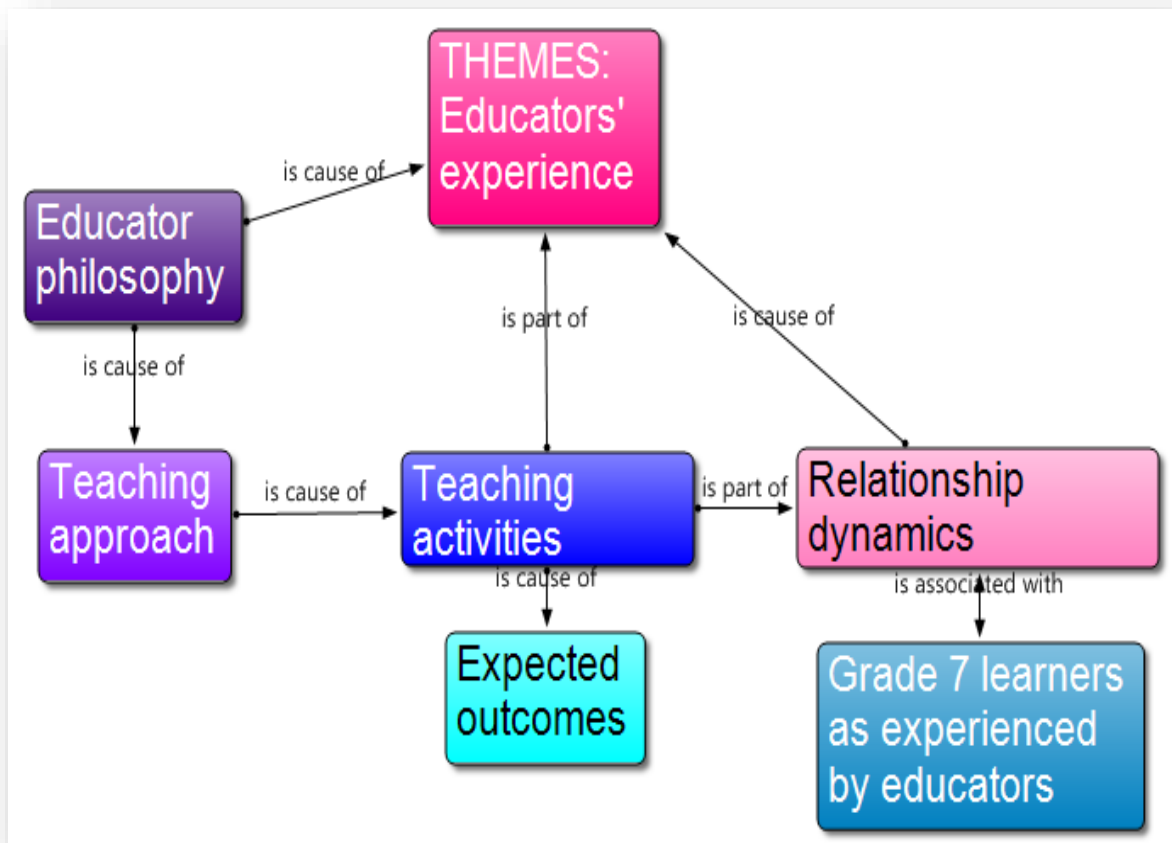 THEMES:
Educators'
experience
is cause of
Educator
philosophy
is part of
is cause of
is cause of
Teaching
approach
is cause of
Teaching
activities
is part of
Relationship
dynamics
is cause of
is associated with
Expected
outcomes
Grade 7 learners
as experienced
by educators